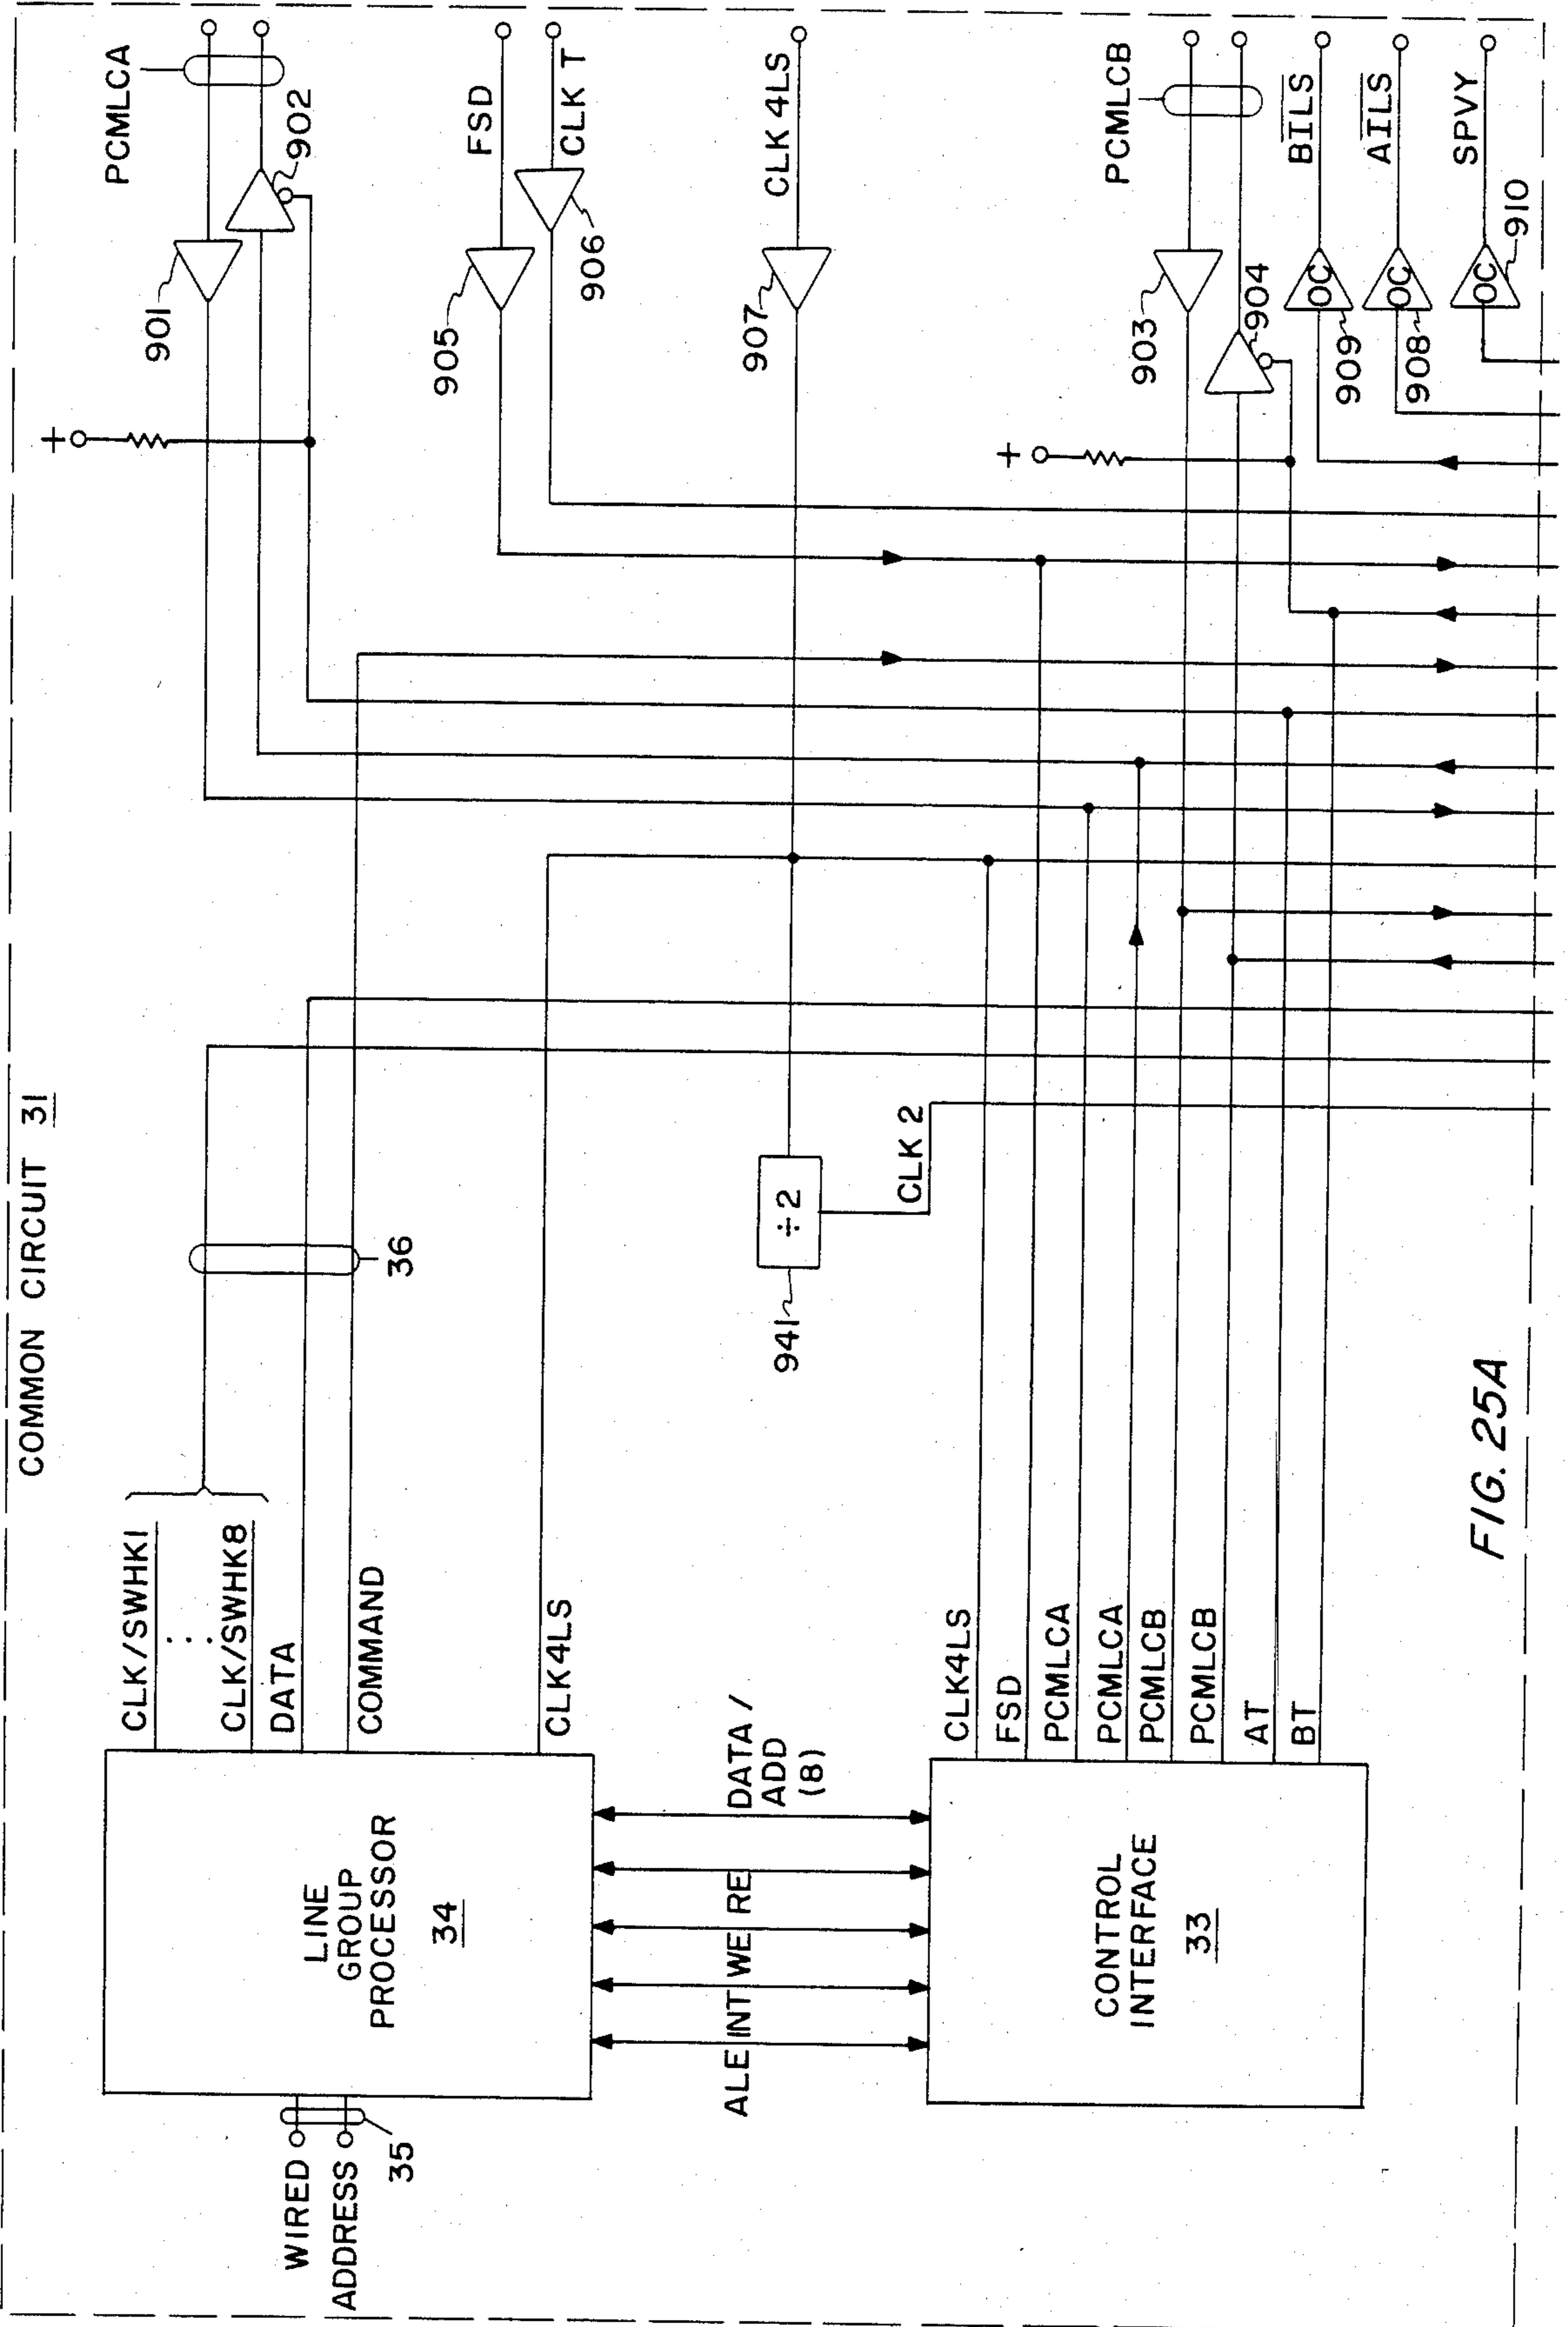 COMMON CIRCUIT 31
WIRED
ADDRESS
35
LINE
GROUP
PROCESSOR
34
CLK/SWHK1
CLK/SWHK8
DATA
COMMAND
CLK4LS
36
+
901
902
PCMLCA
905
906
FSD
CLK T
907
CLK 4LS
ALE
INT
WE
RE
DATA /
ADD
(8)
941
÷2
CLK 2
CONTROL
INTERFACE
33
CLK4LS
FSD
PCMLCA
PCMLCA
PCMLCB
PCMLCB
AT
BT
+
903
904
PCMLCB
909
OC
BILS
908
OC
AILS
OC
910
SPVY
FIG. 25A